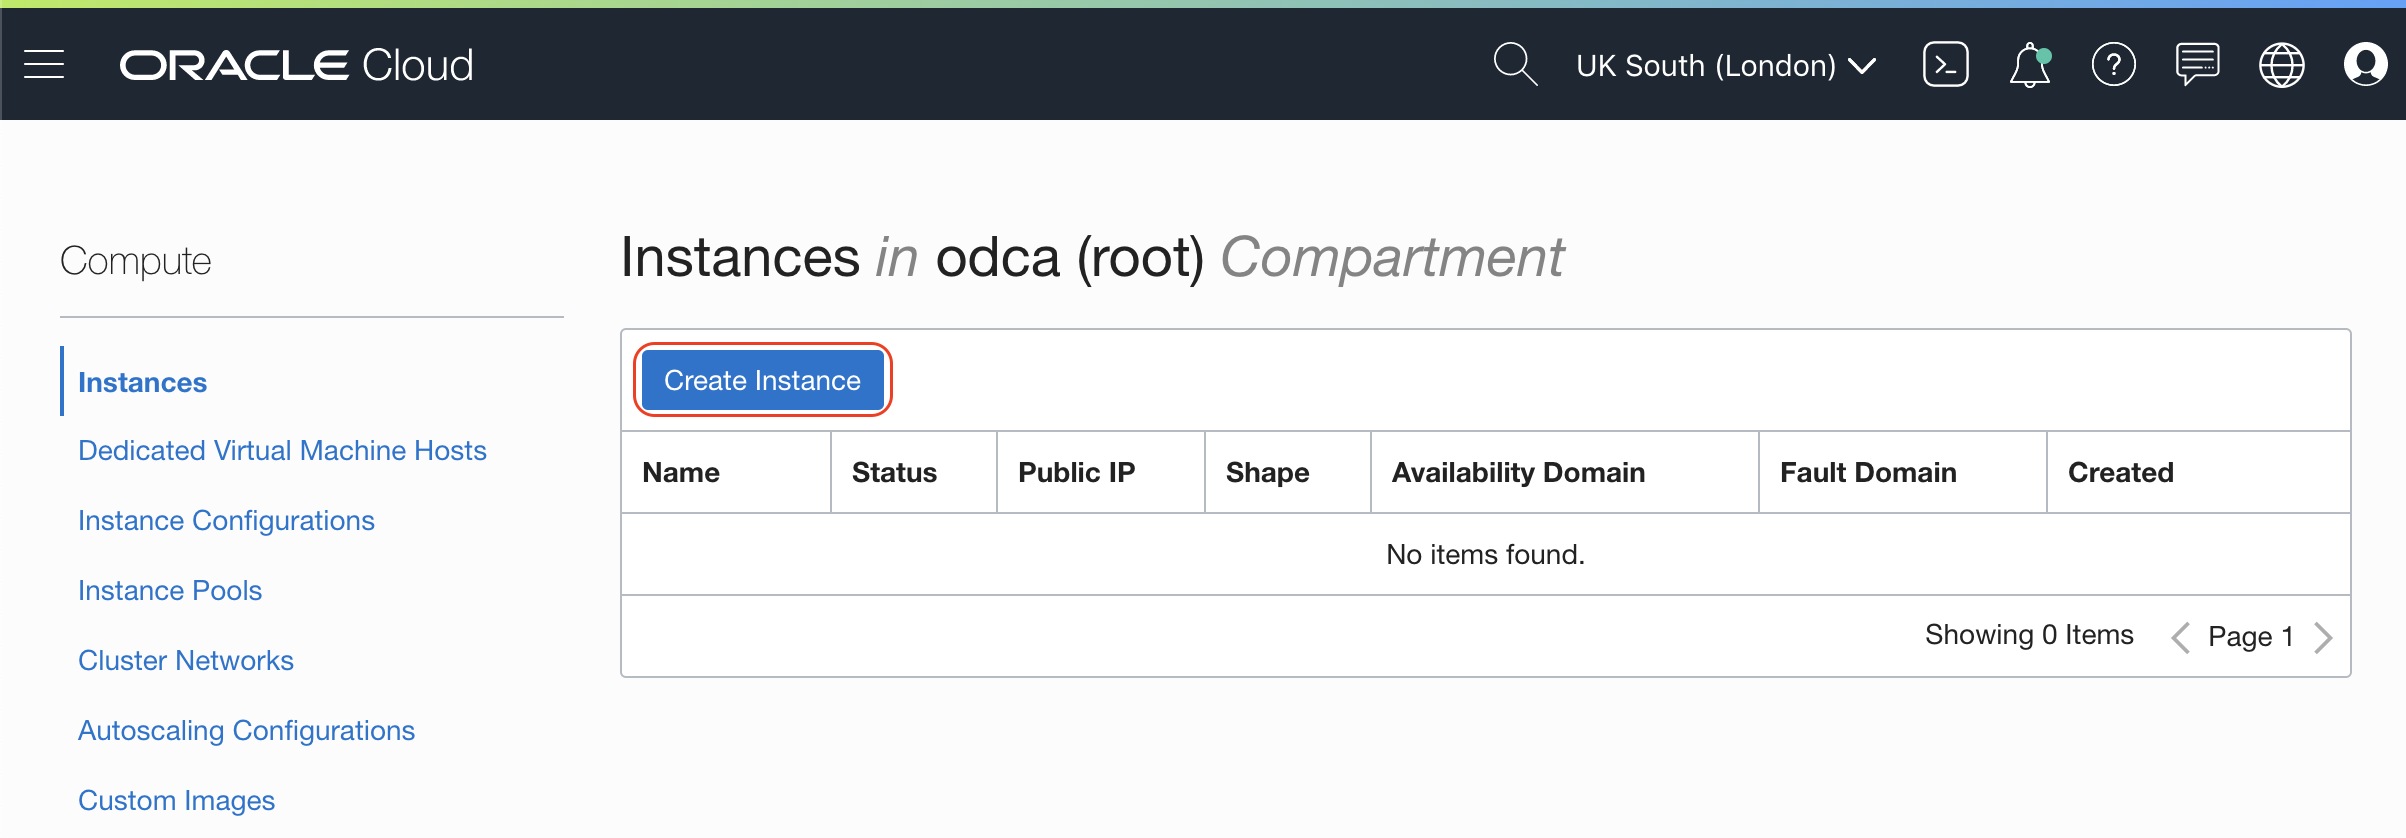 ORACLE Cloud
UK South (London)
Compute
Instances
Dedicated Virtual Machine Hosts
Instance Configurations
Instance Pools
Cluster Networks
Autoscaling Configurations
Custom Images
Instances in odca (root) Compartment
Create Instance
Name Status Public IP Shape Availability Domain Fault Domain Created
No items found.
Showing 0 Items Page 1